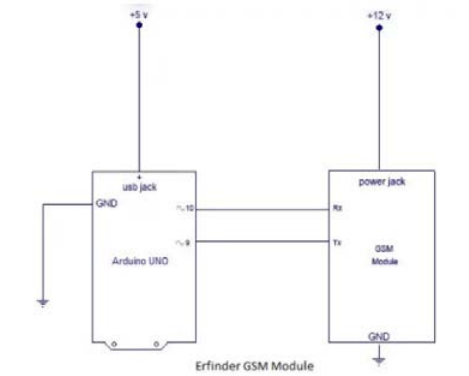 +5 v
+12 v
usb jack
power jack
GND
~10
Rx
~9
Tx
GSM
Module
Arduino UNO
GND
Erfinder GSM Module